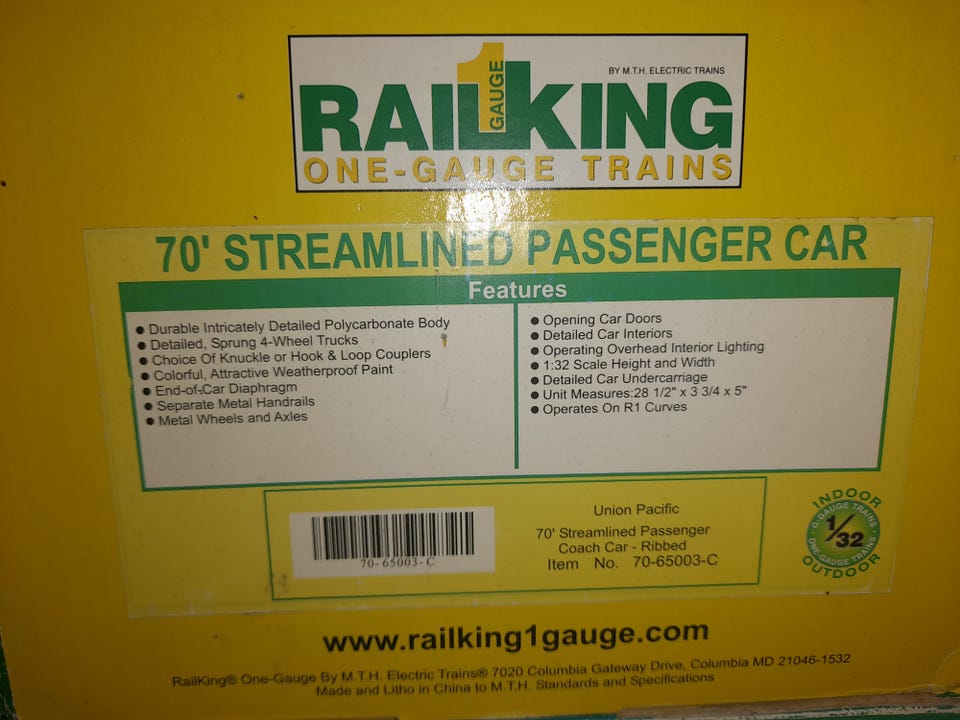 BY M.T.H. ELECTRIC TRAINS
RAILKING
1 GAUGE
ONE-GAUGE TRAINS
70' STREAMLINED PASSENGER CAR
Features
● Durable Intricately Detailed Polycarbonate Body
● Detailed, Sprung 4-Wheel Trucks
● Choice Of Knuckle or Hook & Loop Couplers
● Colorful, Attractive Weatherproof Paint
● End-of-Car Diaphragm
● Separate Metal Handrails
● Metal Wheels and Axles
● Opening Car Doors
● Detailed Car Interiors
● Operating Overhead Interior Lighting
● 1:32 Scale Height and Width
● Detailed Car Undercarriage
● Unit Measures:28 1/2" x 3 3/4 x 5"
● Operates On R1 Curves
70-65003-C
Union Pacific
70' Streamlined Passenger
Coach Car - Ribbed
Item No. 70-65003-C
INDOOR
G-GAUGE TRAINS
1/32
ONE-GAUGE TRAINS
OUTDOOR
www.railking1gauge.com
RailKing® One-Gauge By M.T.H. Electric Trains® 7020 Columbia Gateway Drive, Columbia MD 21046-1532
Made and Litho in China to M.T.H. Standards and Specifications